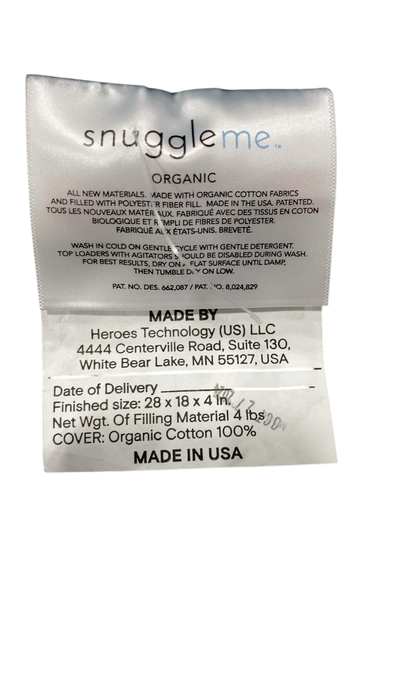 snuggleme™
ORGANIC
ALL NEW MATERIALS. MADE WITH ORGANIC COTTON FABRICS
AND FILLED WITH POLYESTER FIBER FILL. MADE IN THE USA. PATENTED.
TOUS LES NOUVEAUX MATÉRIAUX. FABRIQUÉ AVEC DES TISSUS EN COTON
BIOLOGIQUE ET REMPLI DE FIBRES DE POLYESTER.
FABRIQUÉ AUX ÉTATS-UNIS. BREVETÉ.
WASH IN COLD ON GENTLE CYCLE WITH GENTLE DETERGENT.
TOP LOADERS WITH AGITATORS SHOULD BE DISABLED DURING WASH.
FOR BEST RESULTS, DRY ON A FLAT SURFACE UNTIL DAMP,
THEN TUMBLE DRY ON LOW.
PAT. NO. DES. 662,087 / PAT. NO. 8,024,829
MADE BY
Heroes Technology (US) LLC
4444 Centerville Road, Suite 130,
White Bear Lake, MN 55127, USA
Date of Delivery
Finished size: 28 x 18 x 4 in.
Net Wgt. Of Filling Material 4 lbs
COVER: Organic Cotton 100%
MADE IN USA